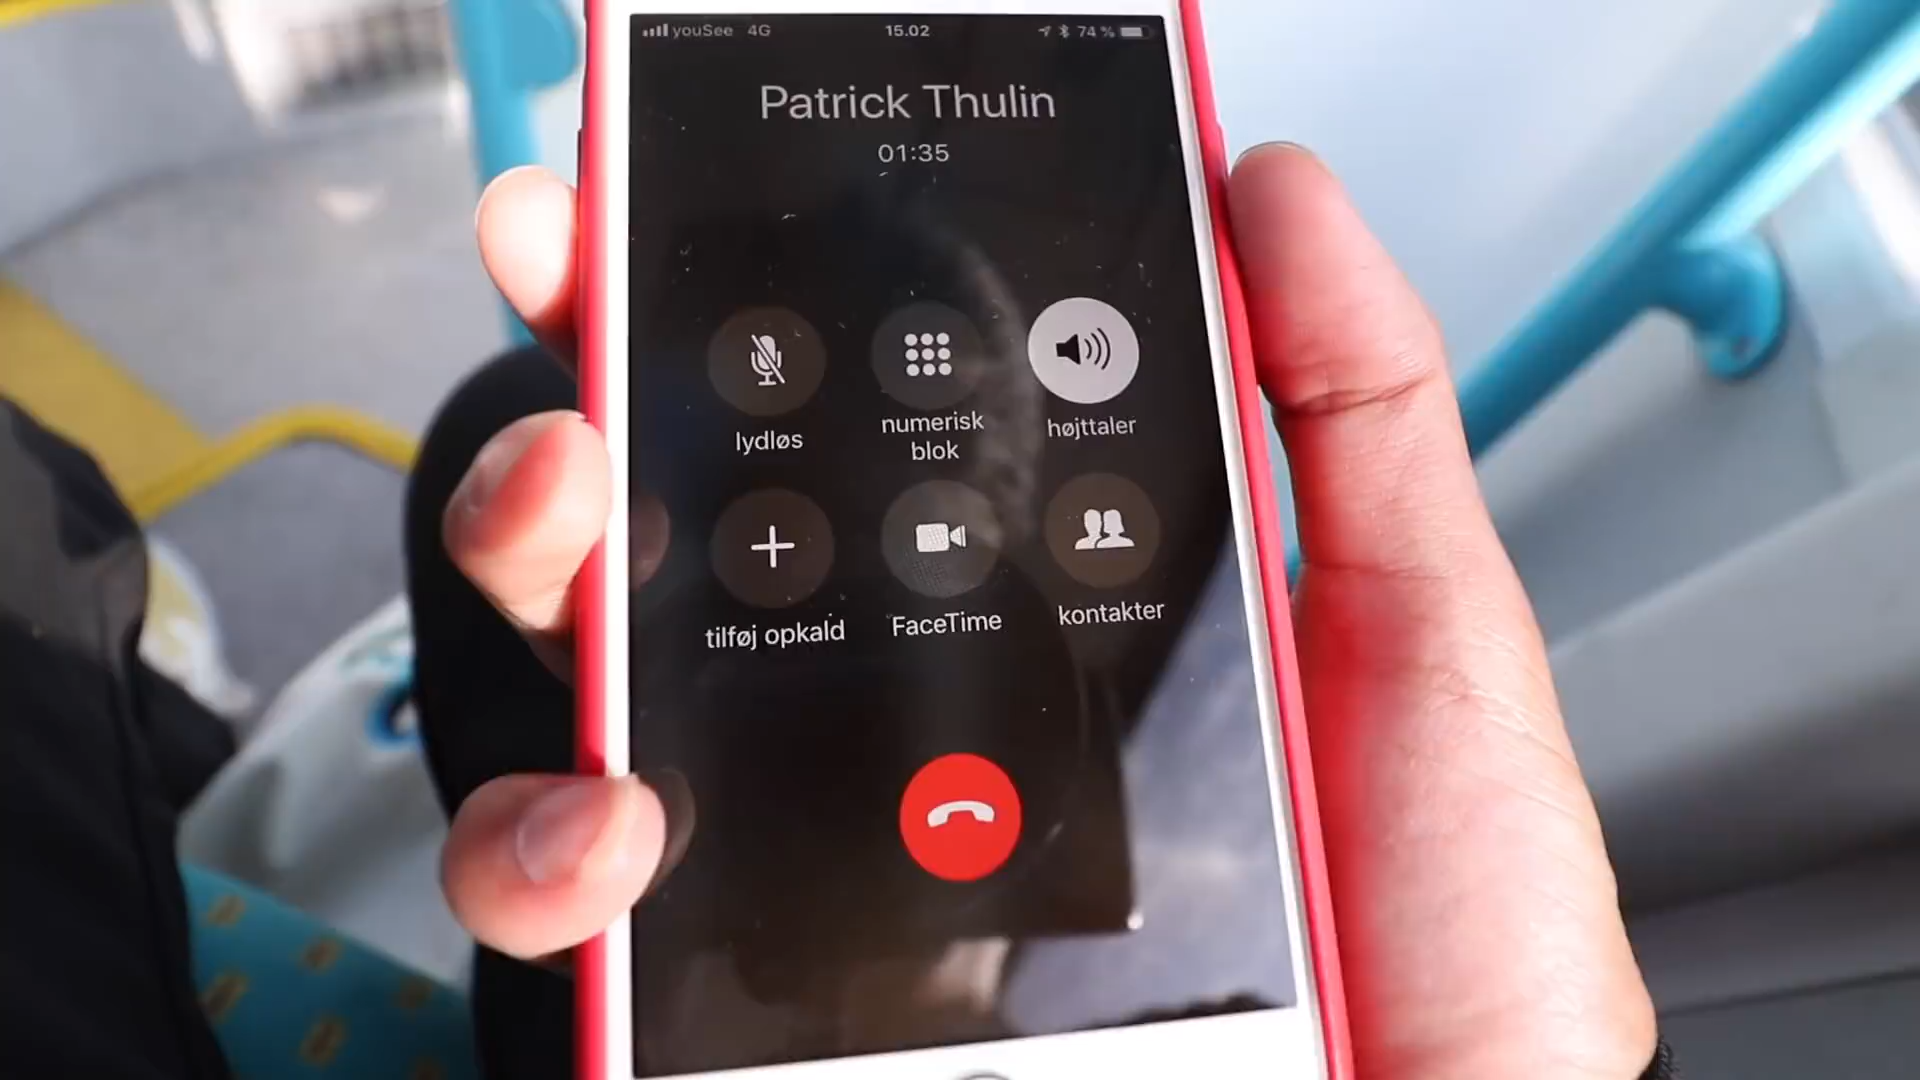 youSee 4G 15.02 74 %
Patrick Thulin
01:35
lydløs
numerisk
blok
højttaler
tilføj opkald
FaceTime
kontakter